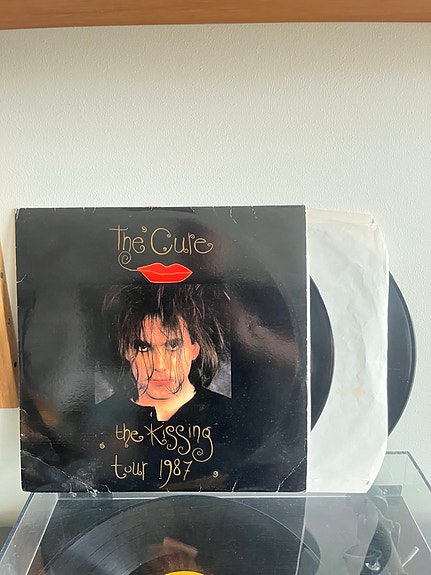 The Cure
the Kissing
tour 1987